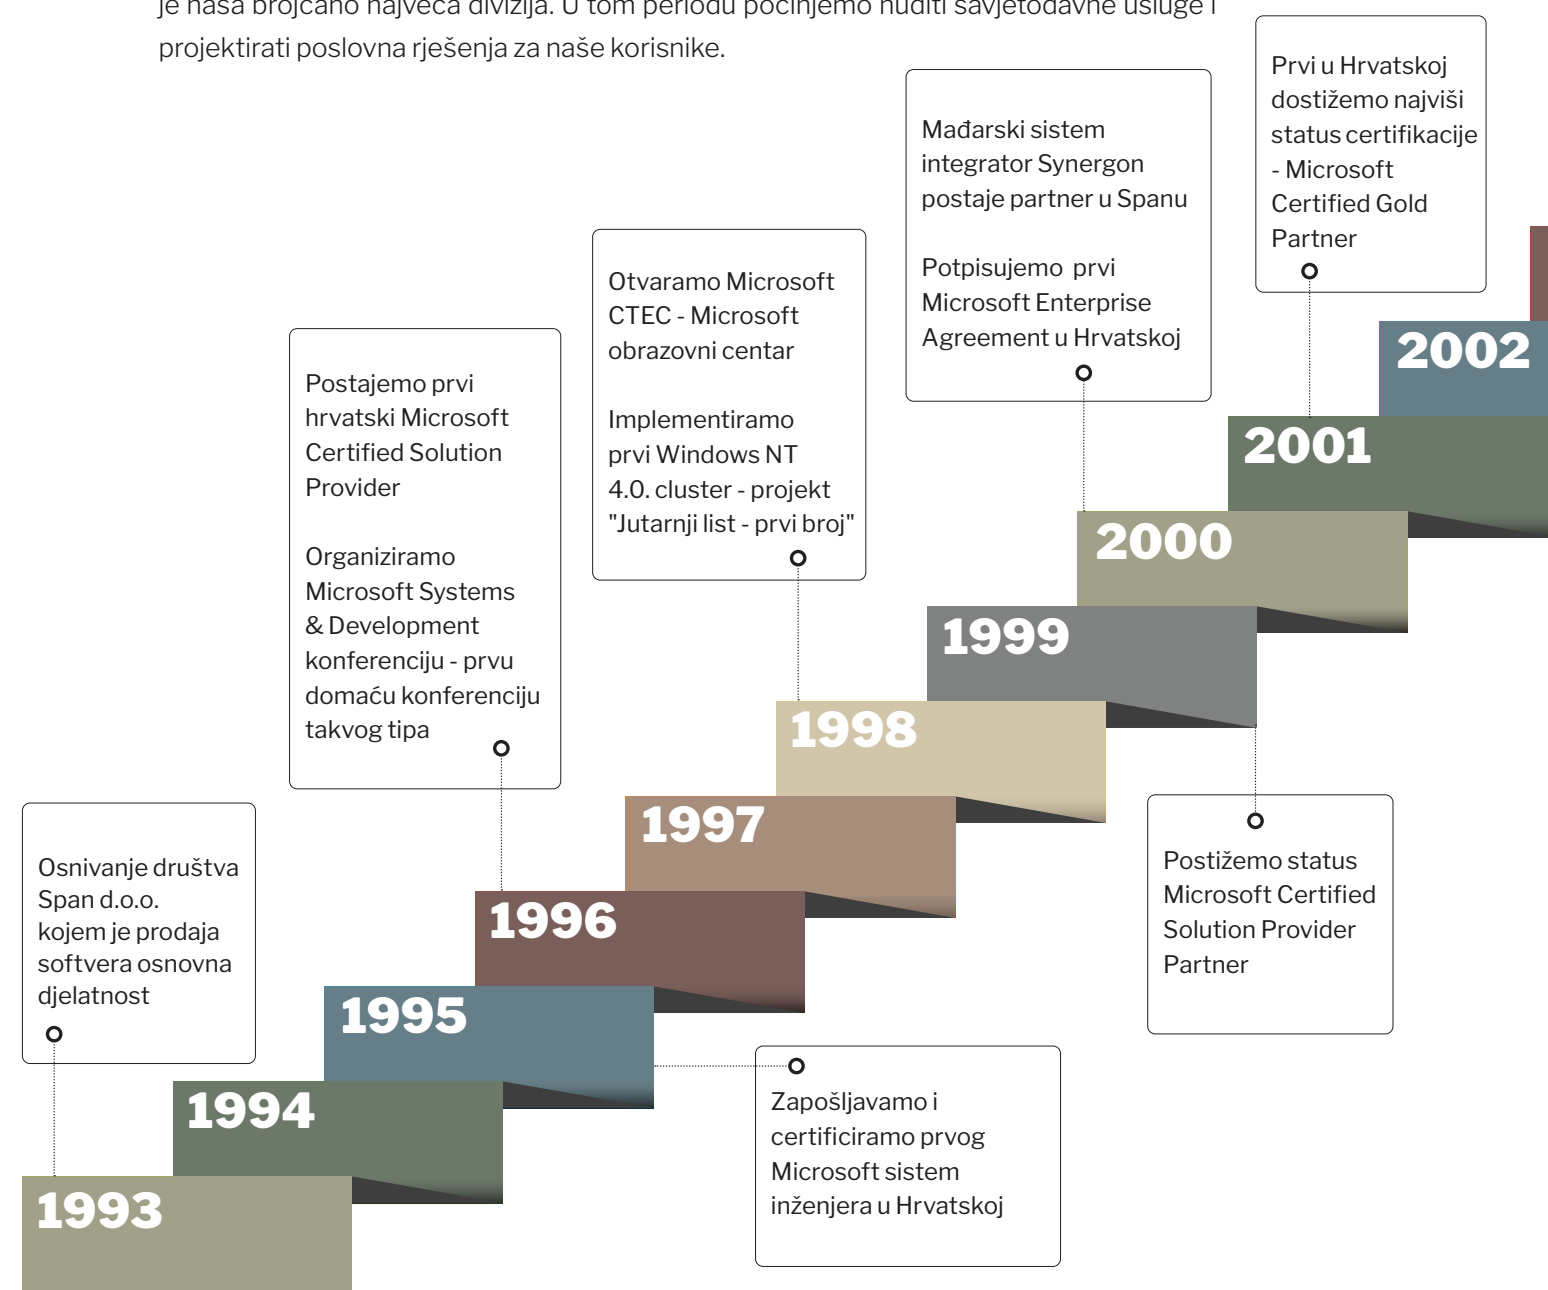 je naša brojčano najveća divizija. U tom periodu počinjemo nuditi savjetodavne usluge i
projektirati poslovna rješenja za naše korisnike.
Prvi u Hrvatskoj
dostižemo najviši
status certifikacije
- Microsoft
Certified Gold
Partner
Mađarski sistem
integrator Synergon
postaje partner u Spanu
Potpisujemo  prvi
Microsoft Enterprise
Agreement u Hrvatskoj
Otvaramo Microsoft
CTEC - Microsoft
obrazovni centar
Implementiramo
prvi Windows NT
4.0. cluster - projekt
"Jutarnji list - prvi broj"
Postajemo prvi
hrvatski Microsoft
Certified Solution
Provider
Organiziramo
Microsoft Systems
& Development
konferenciju - prvu
domaću konferenciju
takvog tipa
Osnivanje društva
Span d.o.o.
kojem je prodaja
softvera osnovna
djelatnost
2002
2001
2000
1999
1998
1997
1996
1995
1994
1993
Postižemo status
Microsoft Certified
Solution Provider
Partner
Zapošljavamo i
certificiramo prvog
Microsoft sistem
inženjera u Hrvatskoj